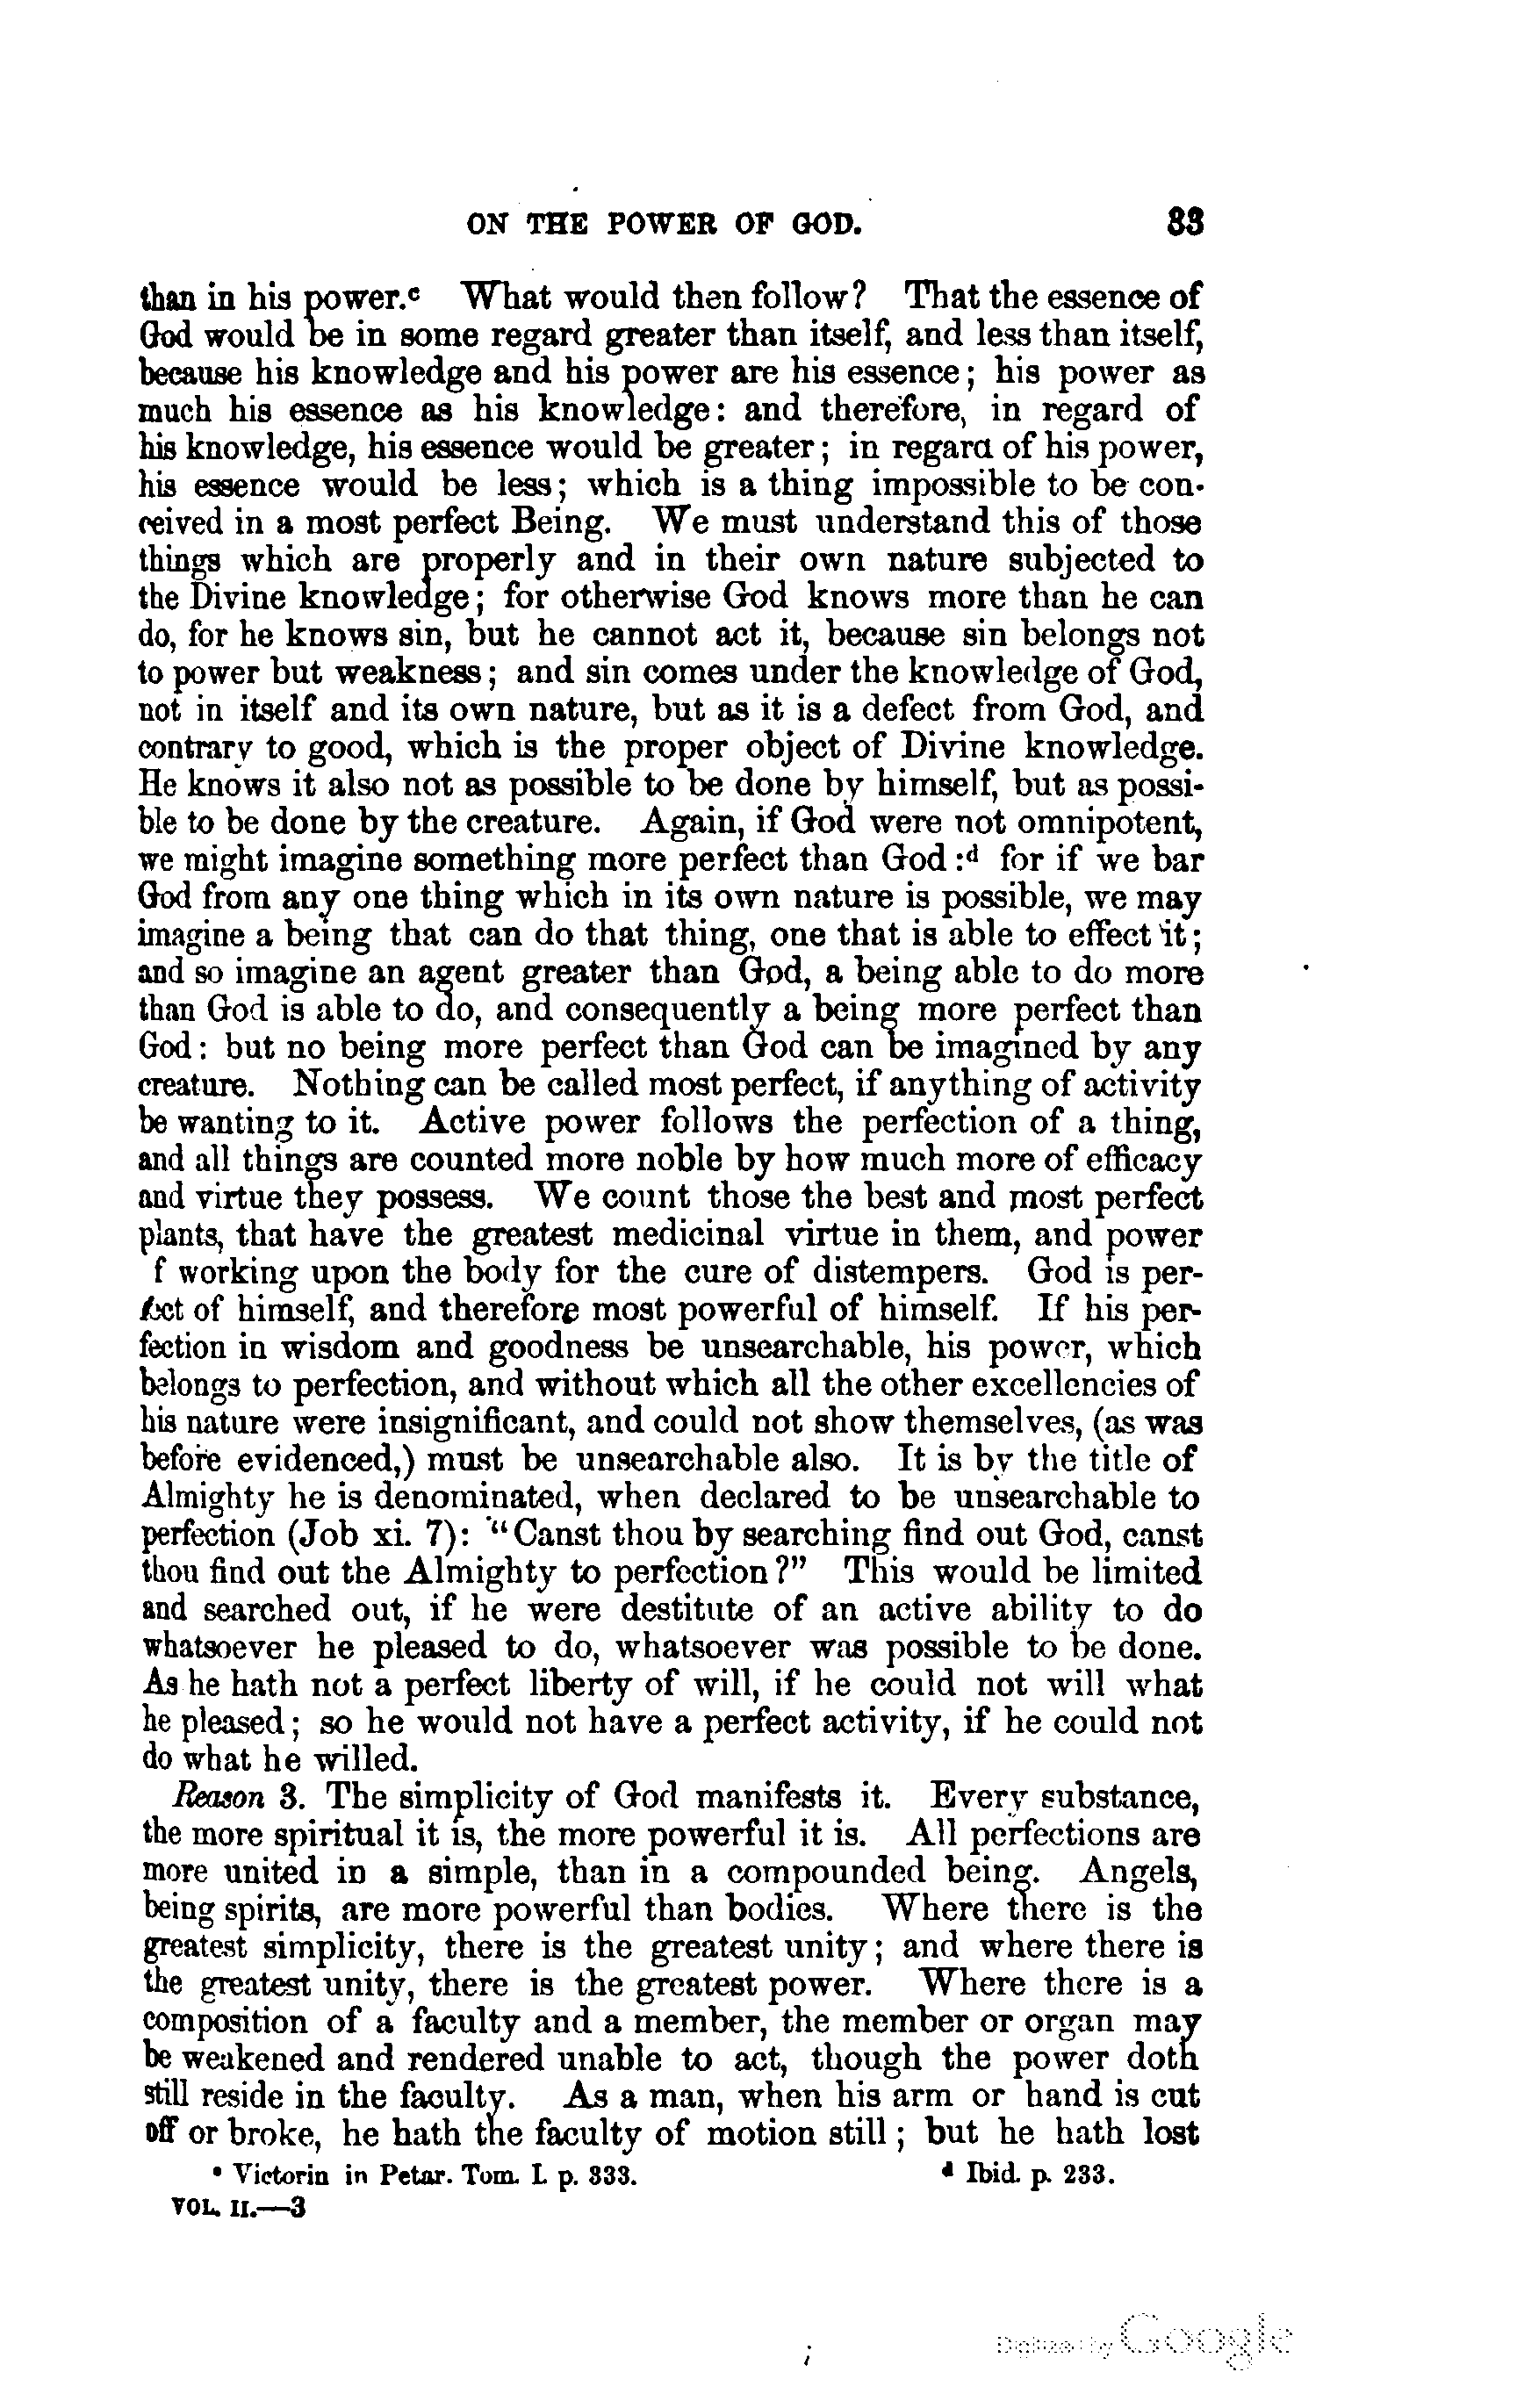 ON THE POWER OF GOD. 33
than in his power.ᶜ What would then follow? That the essence of
God would be in some regard greater than itself, and less than itself,
because his knowledge and his power are his essence; his power as
much his essence as his knowledge: and therefore, in regard of
his knowledge, his essence would be greater; in regard of his power,
his essence would be less; which is a thing impossible to be con-
ceived in a most perfect Being. We must understand this of those
things which are properly and in their own nature subjected to
the Divine knowledge; for otherwise God knows more than he can
do, for he knows sin, but he cannot act it, because sin belongs not
to power but weakness; and sin comes under the knowledge of God,
not in itself and its own nature, but as it is a defect from God, and
contrary to good, which is the proper object of Divine knowledge.
He knows it also not as possible to be done by himself, but as possi-
ble to be done by the creature. Again, if God were not omnipotent,
we might imagine something more perfect than God:ᵈ for if we bar
God from any one thing which in its own nature is possible, we may
imagine a being that can do that thing, one that is able to effect it;
and so imagine an agent greater than God, a being able to do more
than God is able to do, and consequently a being more perfect than
God: but no being more perfect than God can be imagined by any
creature. Nothing can be called most perfect, if anything of activity
be wanting to it. Active power follows the perfection of a thing,
and all things are counted more noble by how much more of efficacy
and virtue they possess. We count those the best and most perfect
plants, that have the greatest medicinal virtue in them, and power
f working upon the body for the cure of distempers. God is per-
fect of himself, and therefore most powerful of himself. If his per-
fection in wisdom and goodness be unsearchable, his power, which
belongs to perfection, and without which all the other excellencies of
his nature were insignificant, and could not show themselves, (as was
before evidenced,) must be unsearchable also. It is by the title of
Almighty he is denominated, when declared to be unsearchable to
perfection (Job xi. 7): "Canst thou by searching find out God, canst
thou find out the Almighty to perfection?" This would be limited
and searched out, if he were destitute of an active ability to do
whatsoever he pleased to do, whatsoever was possible to be done.
As he hath not a perfect liberty of will, if he could not will what
he pleased; so he would not have a perfect activity, if he could not
do what he willed.
Reason 3. The simplicity of God manifests it. Every substance,
the more spiritual it is, the more powerful it is. All perfections are
more united in a simple, than in a compounded being. Angels,
being spirits, are more powerful than bodies. Where there is the
greatest simplicity, there is the greatest unity; and where there is
the greatest unity, there is the greatest power. Where there is a
composition of a faculty and a member, the member or organ may
be weakened and rendered unable to act, though the power doth
still reside in the faculty. As a man, when his arm or hand is cut
off or broke, he hath the faculty of motion still; but he hath lost
ᶜ Victorin in Petar. Tom. I. p. 333. ᵈ Ibid. p. 233.
VOL. II.—3
Digitized by Google